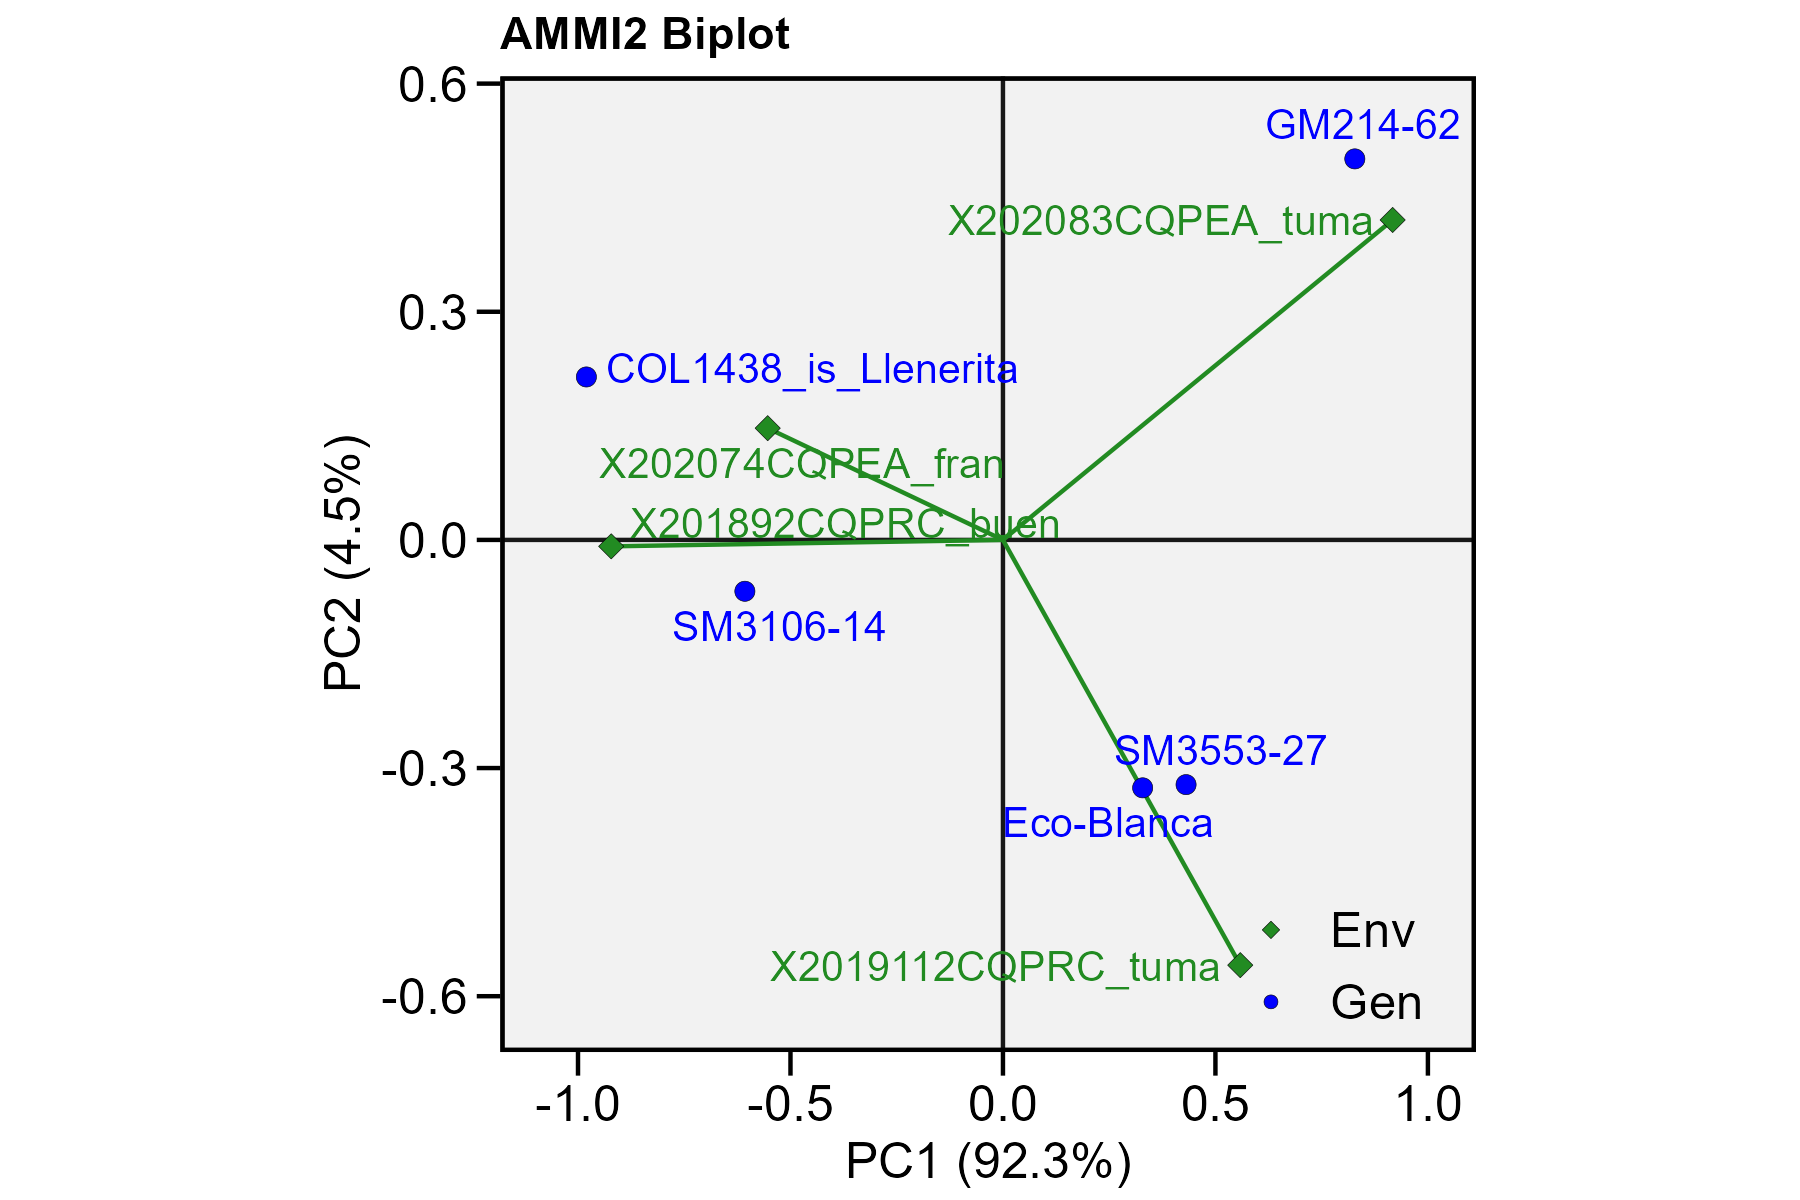 AMMI2 Biplot
0.6
GM214-62
X202083CQPEA_tuma
0.3
COL1438_is_Llenerita
X202074CQPEA_fran
X201892CQPRC_buen
0.0
SM3106-14
PC2 (4.5%)
SM3553-27
-0.3
Eco-Blanca
Env
X2019112CQPRC_tuma
-0.6
Gen
-1.0 -0.5 0.0 0.5 1.0
PC1 (92.3%)